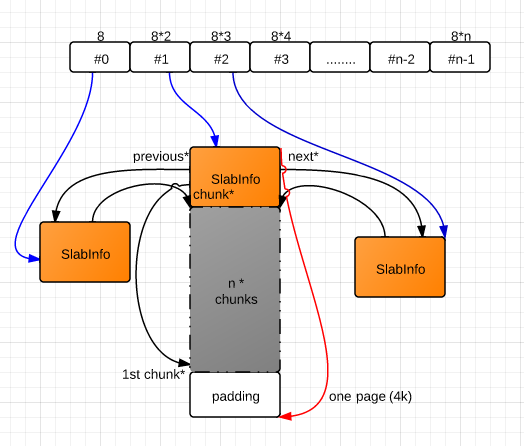 8 8*2 8*3 8*4 8*n
#0 #1 #2 #3 ........ #n-2 #n-1
previous* next*
SlabInfo
chunk*
SlabInfo
SlabInfo
n *
chunks
1st chunk*
padding
one page (4k)